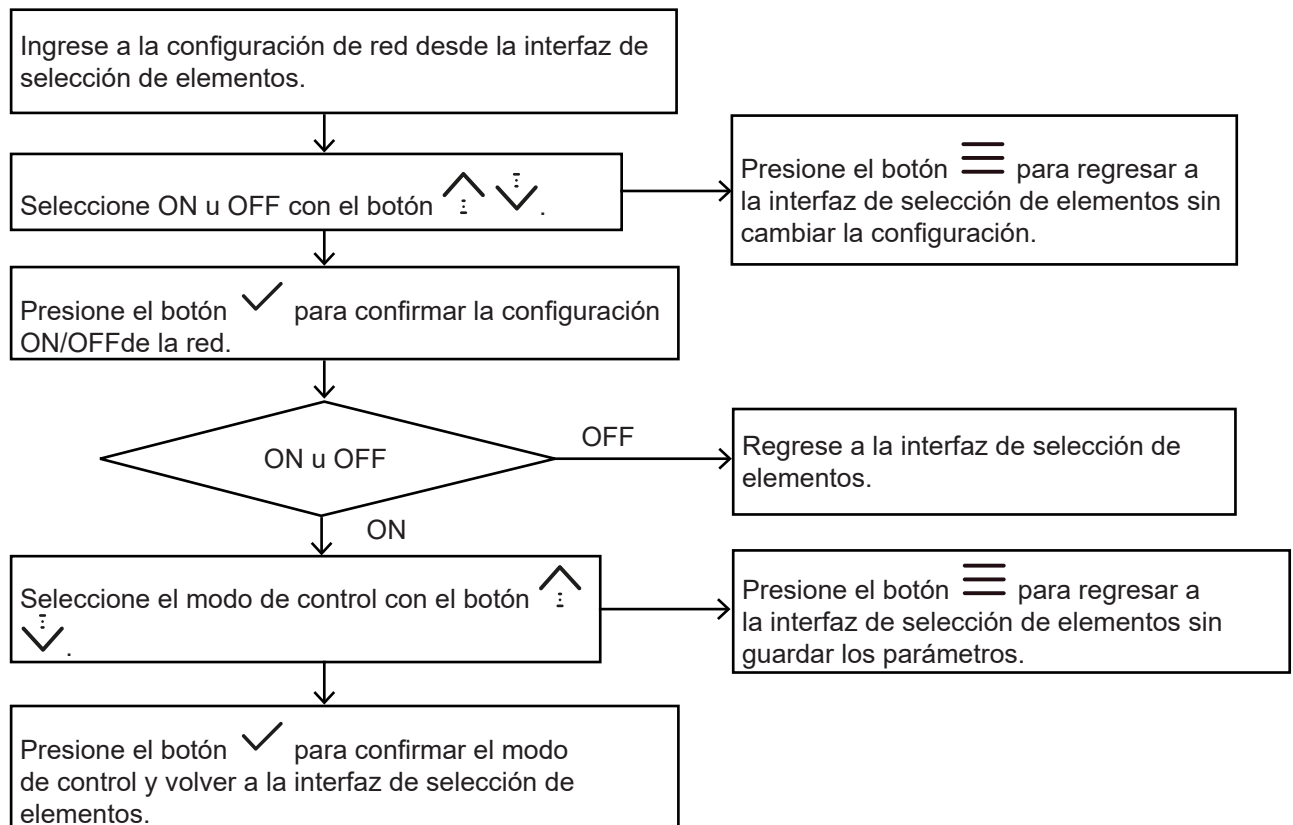 Ingrese a la configuración de red desde la interfaz de
selección de elementos.
Seleccione ON u OFF con el botón .
Presione el botón para regresar a
la interfaz de selección de elementos sin
cambiar la configuración.
Presione el botón para confirmar la configuración
ON/OFFde la red.
ON u OFF
OFF
Regrese a la interfaz de selección de
elementos.
ON
Seleccione el modo de control con el botón
.
Presione el botón para regresar a
la interfaz de selección de elementos sin
guardar los parámetros.
Presione el botón para confirmar el modo
de control y volver a la interfaz de selección de
elementos.